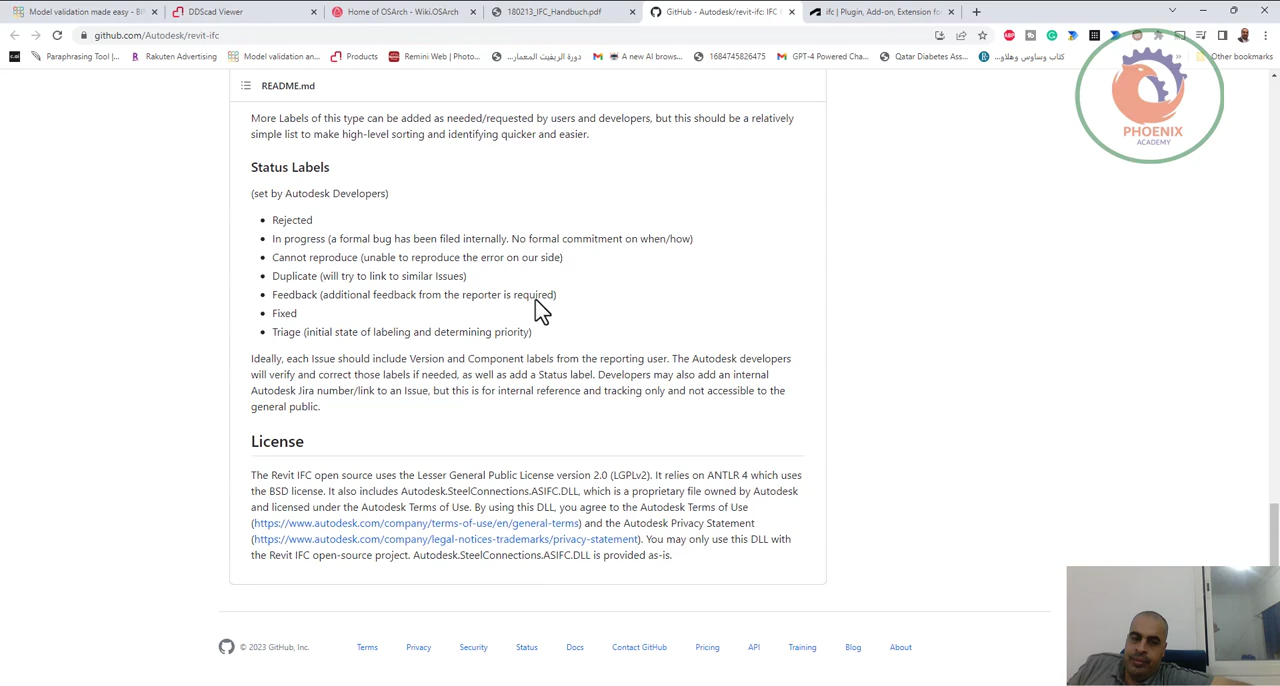 Model validation made easy - BI
DDScad Viewer
Home of OSArch - Wiki.OSArch
180213_IFC_Handbuch.pdf
GitHub - Autodesk/revit-ifc: IFC
ifc | Plugin, Add-on, Extension fo
github.com/Autodesk/revit-ifc
Paraphrasing Tool |...
Rakuten Advertising
Model validation an...
Products
Remini Web | Photo...
دورة الريفيت المعمار...
A new AI brows...
1684745826475
GPT-4 Powered Cha...
Qatar Diabetes Ass...
كتاب وساوس وهلاو...
Other bookmarks
PHOENIX
ACADEMY
README.md
More Labels of this type can be added as needed/requested by users and developers, but this should be a relatively
simple list to make high-level sorting and identifying quicker and easier.
Status Labels
(set by Autodesk Developers)
Rejected
In progress (a formal bug has been filed internally. No formal commitment on when/how)
Cannot reproduce (unable to reproduce the error on our side)
Duplicate (will try to link to similar Issues)
Feedback (additional feedback from the reporter is required)
Fixed
Triage (initial state of labeling and determining priority)
Ideally, each Issue should include Version and Component labels from the reporting user. The Autodesk developers
will verify and correct those labels if needed, as well as add a Status label. Developers may also add an internal
Autodesk Jira number/link to an Issue, but this is for internal reference and tracking only and not accessible to the
general public.
License
The Revit IFC open source uses the Lesser General Public License version 2.0 (LGPLv2). It relies on ANTLR 4 which uses
the BSD license. It also includes Autodesk.SteelConnections.ASIFC.DLL, which is a proprietary file owned by Autodesk
and licensed under the Autodesk Terms of Use. By using this DLL, you agree to the Autodesk Terms of Use
(https://www.autodesk.com/company/terms-of-use/en/general-terms) and the Autodesk Privacy Statement
(https://www.autodesk.com/company/legal-notices-trademarks/privacy-statement). You may only use this DLL with
the Revit IFC open-source project. Autodesk.SteelConnections.ASIFC.DLL is provided as-is.
© 2023 GitHub, Inc.
Terms
Privacy
Security
Status
Docs
Contact GitHub
Pricing
API
Training
Blog
About